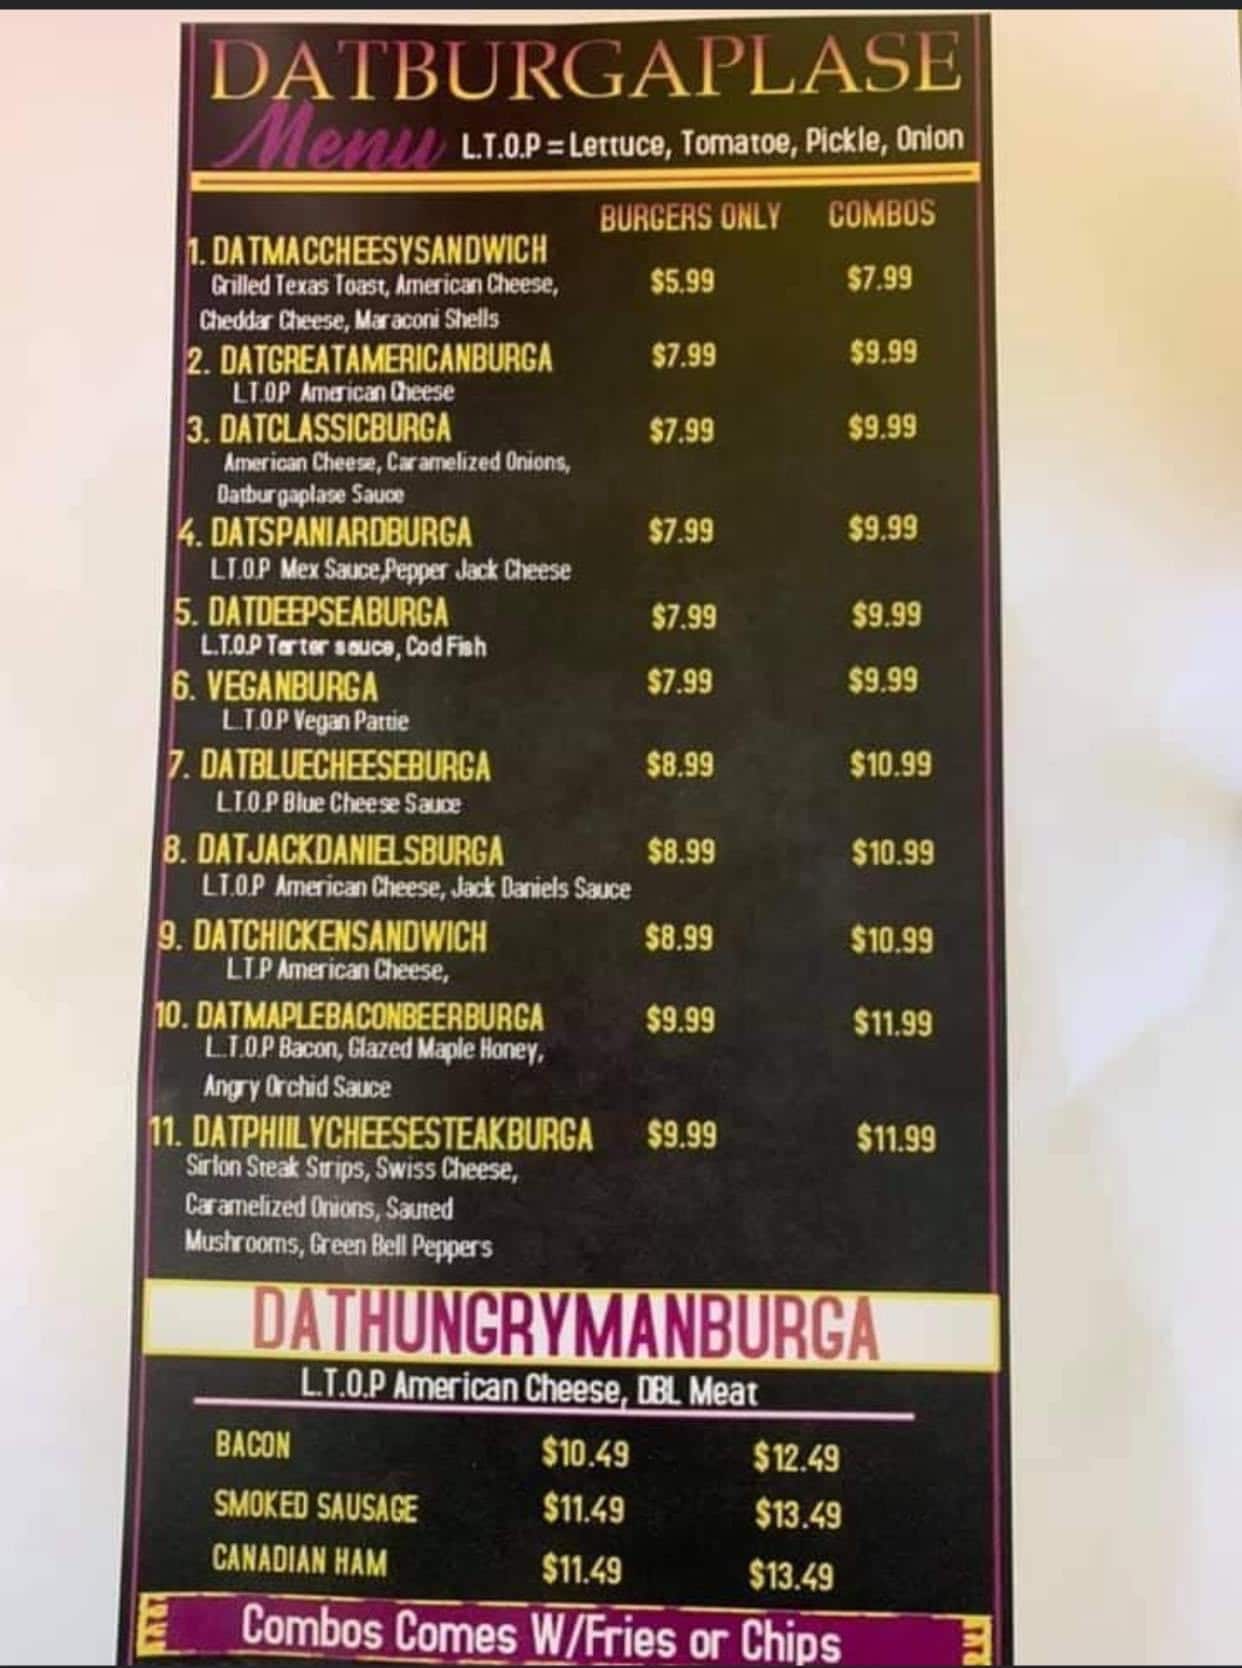 DATBURGAPLASE
Menu L.T.O.P = Lettuce, Tomatoe, Pickle, Onion
BURGERS ONLY COMBOS
1. DATMACCHEESYSANDWICH
Grilled Texas Toast, American Cheese, $5.99 $7.99
Cheddar Cheese, Maraconi Shells
2. DATGREATAMERICANBURGA $7.99 $9.99
L.T.O.P American Cheese
3. DATCLASSICBURGA $7.99 $9.99
American Cheese, Caramelized Onions,
Datburgaplase Sauce
4. DATSPANIARDBURGA $7.99 $9.99
L.T.O.P Mex Sauce,Pepper Jack Cheese
5. DATDEEPSEABURGA $7.99 $9.99
L.T.O.P Terter sauce, Cod Fish
6. VEGANBURGA $7.99 $9.99
L.T.O.P Vegan Pattie
7. DATBLUECHEESEBURGA $8.99 $10.99
L.T.O.P Blue Cheese Sauce
8. DATJACKDANIELSBURGA $8.99 $10.99
L.T.O.P American Cheese, Jack Daniels Sauce
9. DATCHICKENSANDWICH $8.99 $10.99
L.T.P American Cheese,
10. DATMAPLEBACONBEERBURGA $9.99 $11.99
L.T.O.P Bacon, Glazed Maple Honey,
Angry Orchid Sauce
11. DATPHIILYCHEESESTEAKBURGA $9.99 $11.99
Sirlon Steak Strips, Swiss Cheese,
Caramelized Onions, Sauted
Mushrooms, Green Bell Peppers
DATHUNGRYMANBURGA
L.T.O.P American Cheese, DBL Meat
BACON $10.49 $12.49
SMOKED SAUSAGE $11.49 $13.49
CANADIAN HAM $11.49 $13.49
Combos Comes W/Fries or Chips